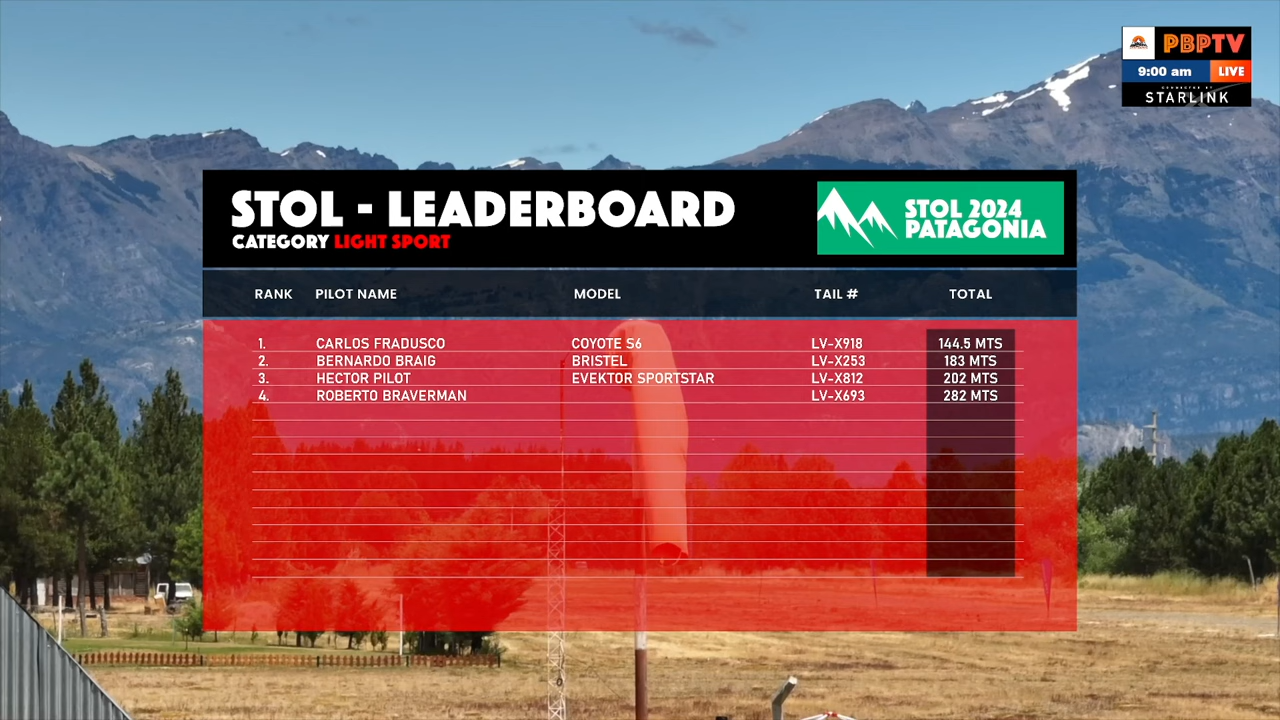 PBPTV
9:00 am LIVE
CONNECTED BY
STARLINK
STOL - LEADERBOARD
CATEGORY LIGHT SPORT
STOL 2024
PATAGONIA
RANK PILOT NAME MODEL TAIL # TOTAL
1. CARLOS FRADUSCO COYOTE S6 LV-X918 144.5 MTS
2. BERNARDO BRAIG BRISTEL LV-X253 183 MTS
3. HECTOR PILOT EVEKTOR SPORTSTAR LV-X812 202 MTS
4. ROBERTO BRAVERMAN LV-X693 282 MTS